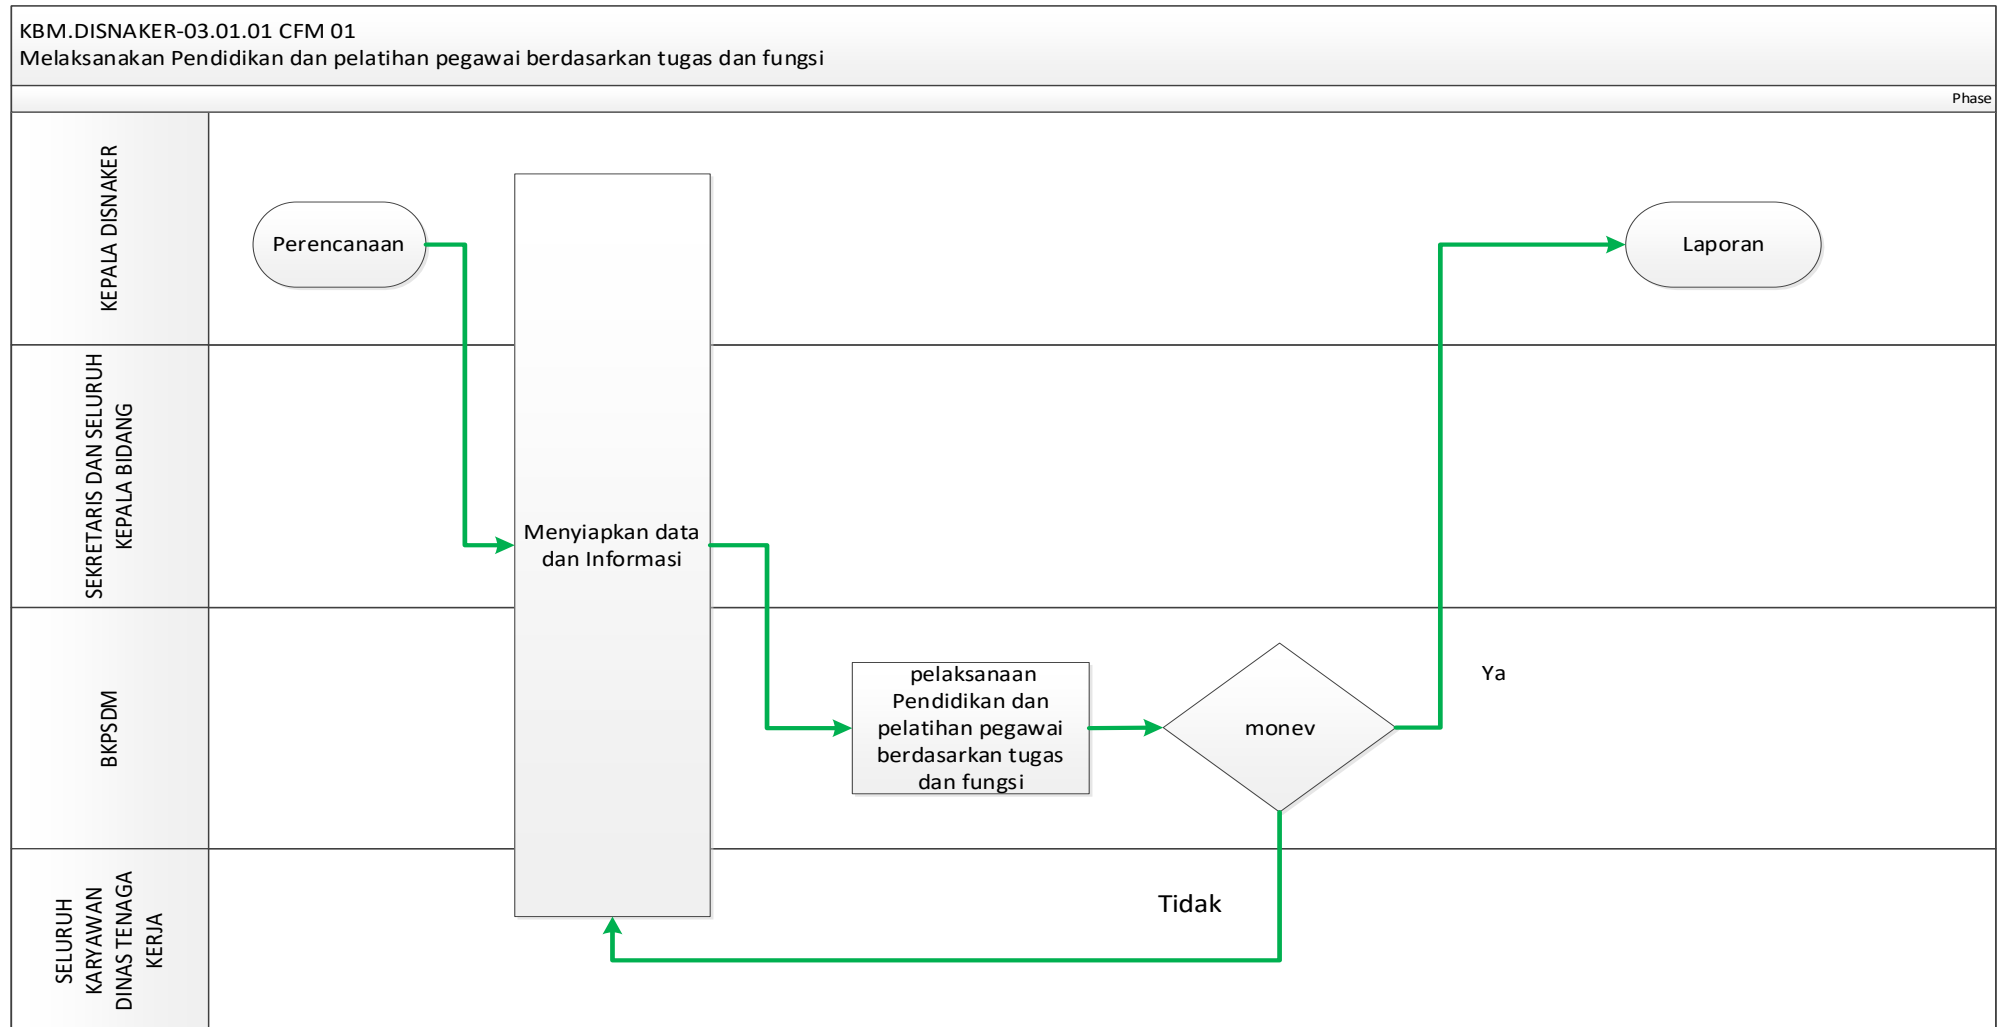 KBM.DISNAKER-03.01.01 CFM 01
Melaksanakan Pendidikan dan pelatihan pegawai berdasarkan tugas dan fungsi
Phase
KEPALA DISNAKER
Perencanaan
Laporan
SEKRETARIS DAN SELURUH
KEPALA BIDANG
Menyiapkan data
dan Informasi
BKPSDM
pelaksanaan
Pendidikan dan
pelatihan pegawai
berdasarkan tugas
dan fungsi
monev
Ya
SELURUH
KARYAWAN
DINAS TENAGA
KERJA
Tidak